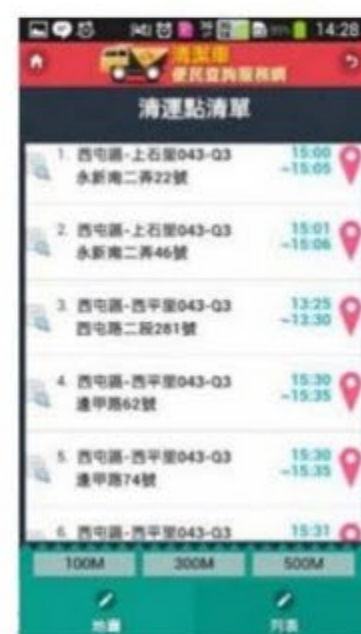 14:28
清潔車
便民查詢服務網
清運點清單
1. 西屯區-上石里043-Q3 15:00
永新南二弄22號 ~15:05
2. 西屯區-上石里043-Q3 15:01
永新南二弄46號 ~15:06
3. 西屯區-西平里043-Q3 13:25
西屯路二段281號 ~13:30
4. 西屯區-西平里043-Q3 15:30
逢甲路62號 ~15:35
5. 西屯區-西平里043-Q3 15:30
逢甲路74號 ~15:35
6. 西屯區-西平里043-Q3 15:31
100M 300M 500M
地圖 列表